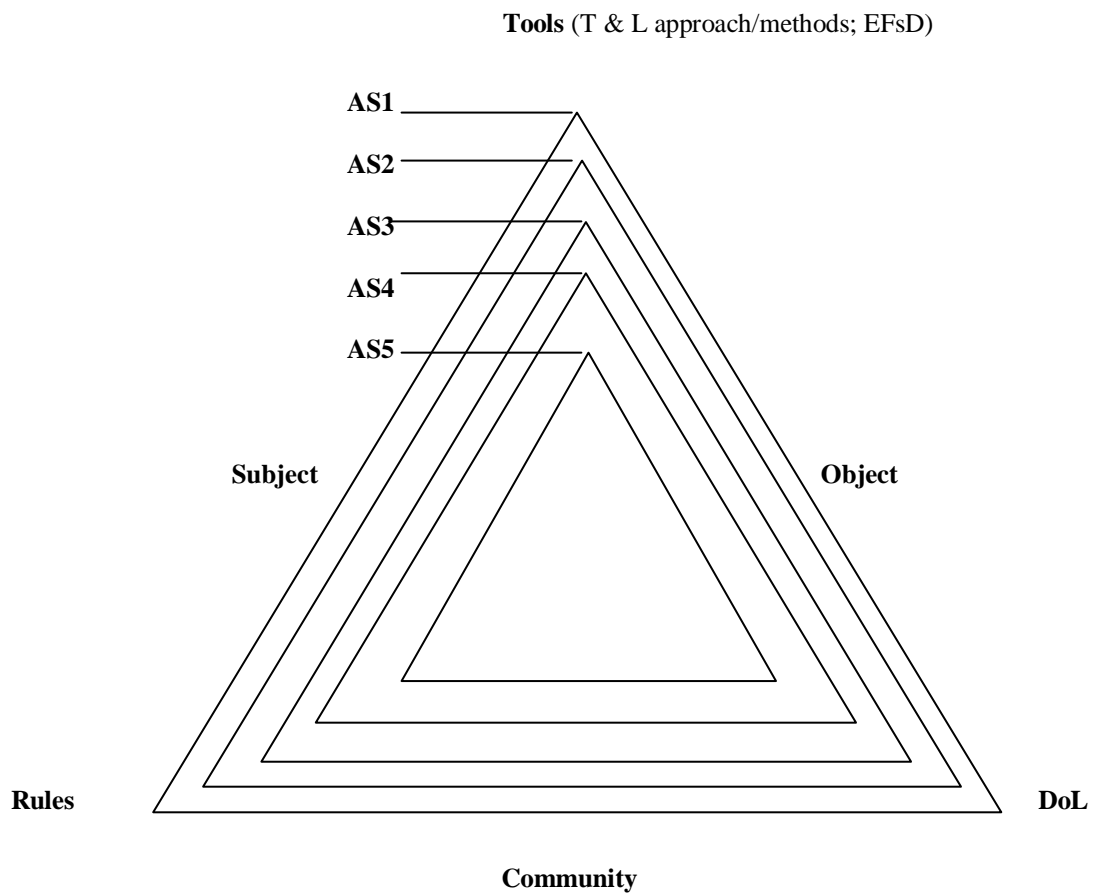 Tools (T & L approach/methods; EFsD)
AS1
AS2
AS3
AS4
AS5
Subject
Object
Rules
DoL
Community